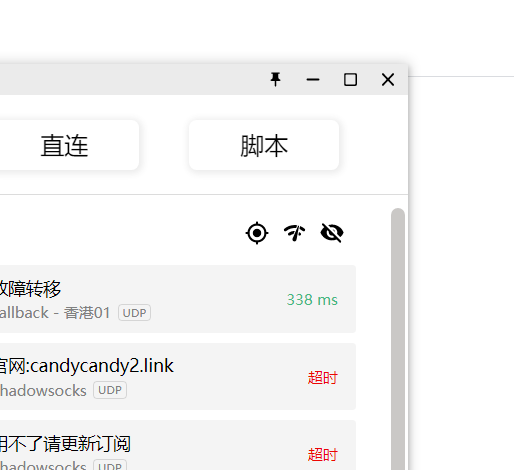 直连
脚本
故障转移
338 ms
allback - 香港01 UDP
官网:candycandy2.link
超时
hadowsocks UDP
用不了请更新订阅
超时
hadowsocks UDP